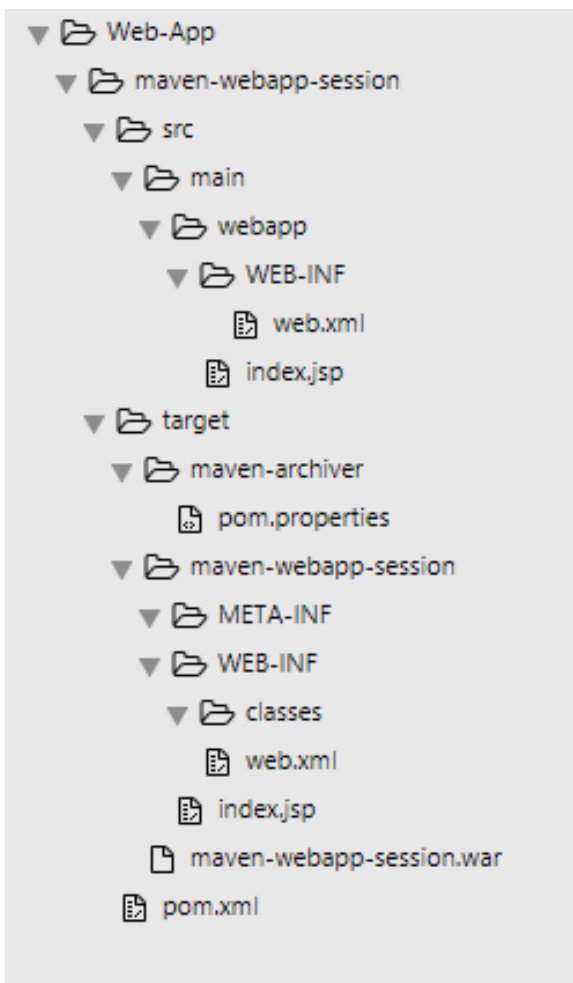 Web-App
maven-webapp-session
src
main
webapp
WEB-INF
web.xml
index.jsp
target
maven-archiver
pom.properties
maven-webapp-session
META-INF
WEB-INF
classes
web.xml
index.jsp
maven-webapp-session.war
pom.xml